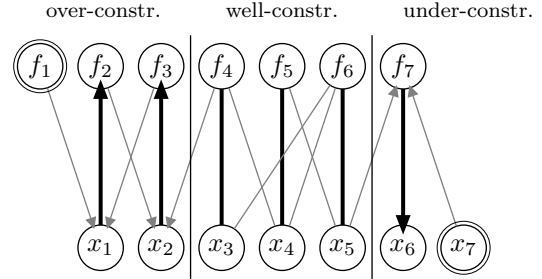 over-constr. well-constr. under-constr.
f1 f2 f3 f4 f5 f6 f7
x1 x2 x3 x4 x5 x6 x7